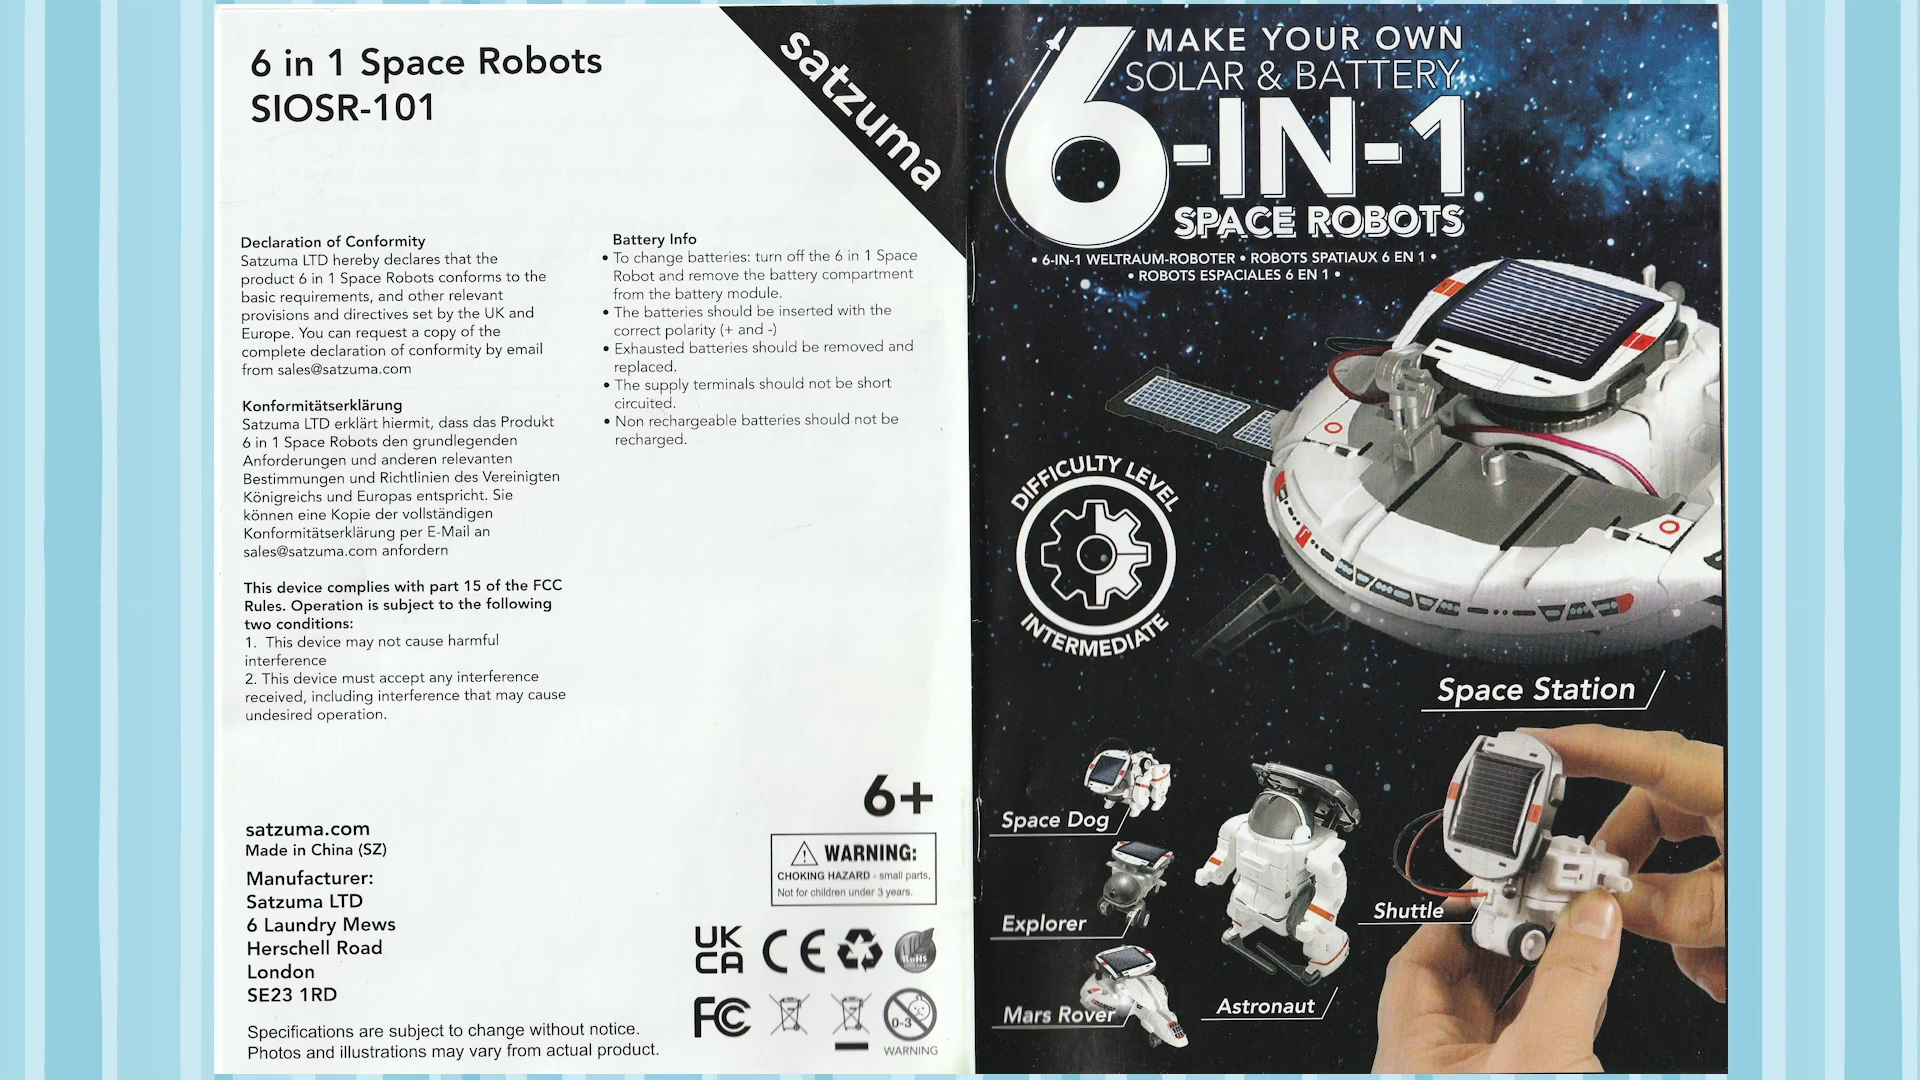 6 in 1 Space Robots
SIOSR-101
satzuma
Declaration of Conformity
Satzuma LTD hereby declares that the
product 6 in 1 Space Robots conforms to the
basic requirements, and other relevant
provisions and directives set by the UK and
Europe. You can request a copy of the
complete declaration of conformity by email
from sales@satzuma.com
Konformitätserklärung
Satzuma LTD erklärt hiermit, dass das Produkt
6 in 1 Space Robots den grundlegenden
Anforderungen und anderen relevanten
Bestimmungen und Richtlinien des Vereinigten
Königreichs und Europas entspricht. Sie
können eine Kopie der vollständigen
Konformitätserklärung per E-Mail an
sales@satzuma.com anfordern
This device complies with part 15 of the FCC
Rules. Operation is subject to the following
two conditions:
1. This device may not cause harmful
interference
2. This device must accept any interference
received, including interference that may cause
undesired operation.
Battery Info
• To change batteries: turn off the 6 in 1 Space
Robot and remove the battery compartment
from the battery module.
• The batteries should be inserted with the
correct polarity (+ and -)
• Exhausted batteries should be removed and
replaced.
• The supply terminals should not be short
circuited.
• Non rechargeable batteries should not be
recharged.
satzuma.com
Made in China (SZ)
Manufacturer:
Satzuma LTD
6 Laundry Mews
Herschell Road
London
SE23 1RD
Specifications are subject to change without notice.
Photos and illustrations may vary from actual product.
6+
WARNING:
CHOKING HAZARD - small parts,
Not for children under 3 years.
UK
CA
CE
RoHS
FC
0-3
WARNING
MAKE YOUR OWN
SOLAR & BATTERY
6-IN-1
SPACE ROBOTS
• 6-IN-1 WELTRAUM-ROBOTER • ROBOTS SPATIAUX 6 EN 1 •
• ROBOTS ESPACIALES 6 EN 1 •
DIFFICULTY LEVEL
INTERMEDIATE
Space Station
Space Dog
Explorer
Mars Rover
Astronaut
Shuttle